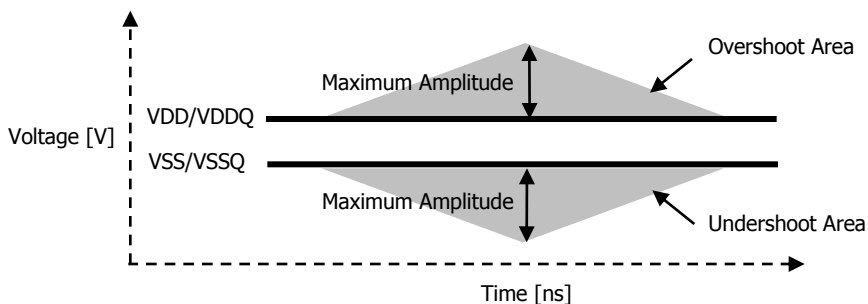 Overshoot Area
Maximum Amplitude
VDD/VDDQ
Voltage [V]
VSS/VSSQ
Maximum Amplitude
Undershoot Area
Time [ns]